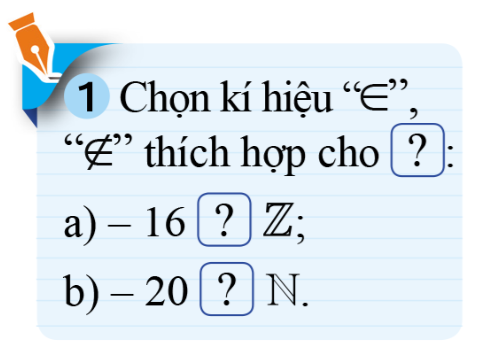 1 Chọn kí hiệu “∈”,
“∉” thích hợp cho ? :
a) – 16 ? ℤ;
b) – 20 ? ℕ.